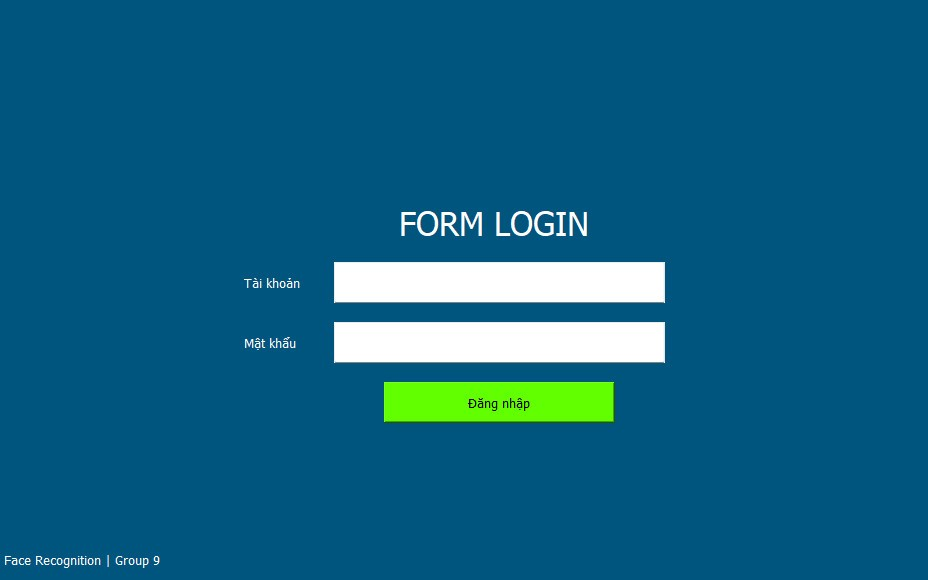 FORM LOGIN
Tài khoản
Mật khẩu
Đăng nhập
Face Recognition | Group 9